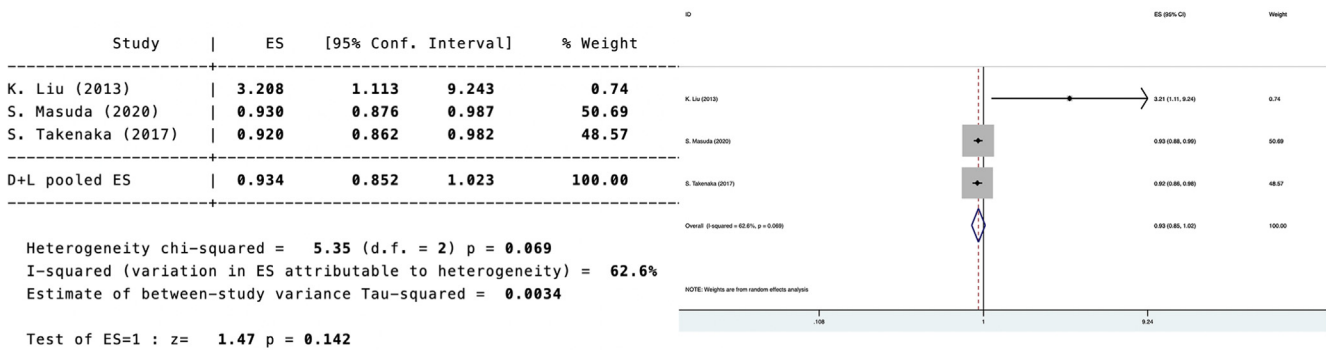 Study | ES [95% Conf. Interval] % Weight
K. Liu (2013) | 3.208 1.113 9.243 0.74
S. Masuda (2020) | 0.930 0.876 0.987 50.69
S. Takenaka (2017) | 0.920 0.862 0.982 48.57
D+L pooled ES | 0.934 0.852 1.023 100.00
Heterogeneity chi-squared = 5.35 (d.f. = 2) p = 0.069
I-squared (variation in ES attributable to heterogeneity) = 62.6%
Estimate of between-study variance Tau-squared = 0.0034
Test of ES=1 : z= 1.47 p = 0.142
ID ES (95% CI) Weight
K. Liu (2013) 3.21 (1.11, 9.24) 0.74
S. Masuda (2020) 0.93 (0.88, 0.99) 50.69
S. Takenaka (2017) 0.92 (0.86, 0.98) 48.57
Overall (I-squared = 62.6%, p = 0.069) 0.93 (0.85, 1.02) 100.00
NOTE: Weights are from random effects analysis
.108 1 9.24